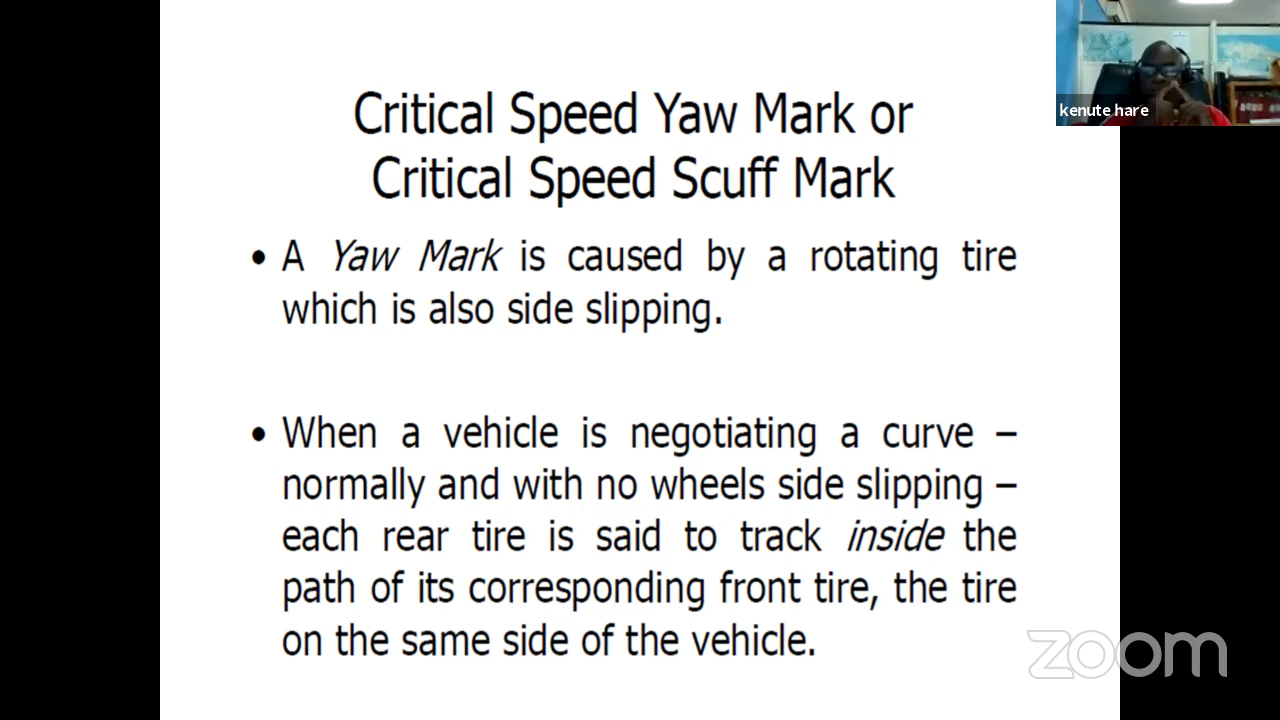 Critical Speed Yaw Mark or
Critical Speed Scuff Mark
• A Yaw Mark is caused by a rotating tire
which is also side slipping.
• When a vehicle is negotiating a curve –
normally and with no wheels side slipping –
each rear tire is said to track inside the
path of its corresponding front tire, the tire
on the same side of the vehicle.
kenute hare
zoom